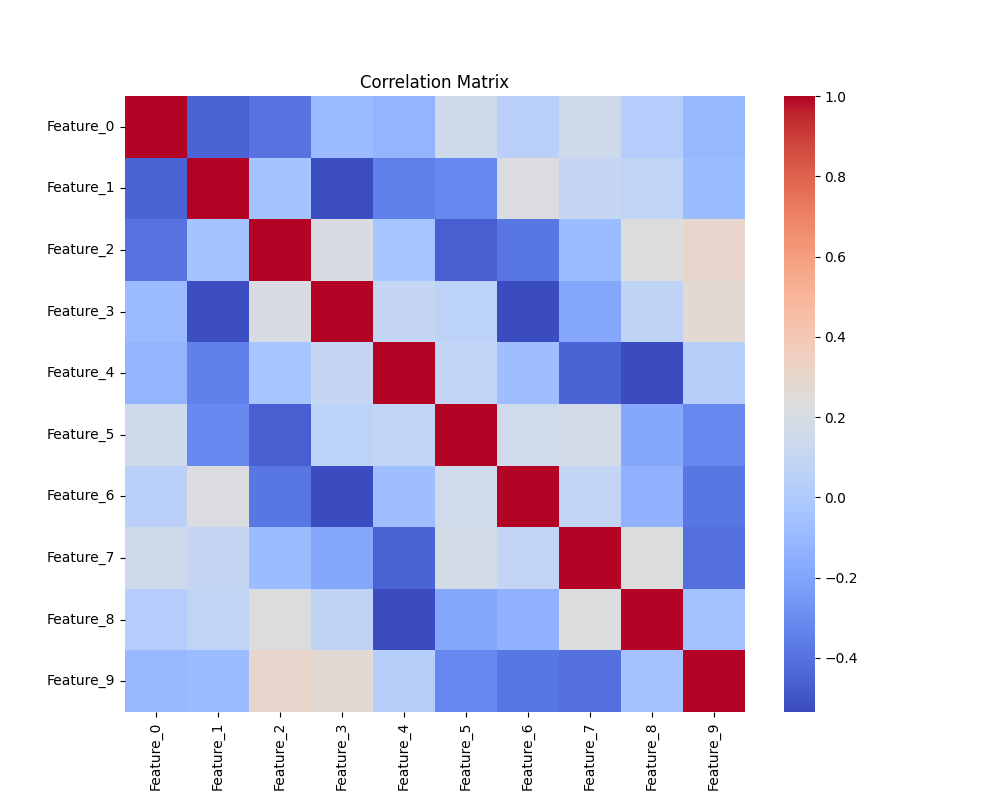 Correlation Matrix
Feature_0
Feature_1
Feature_2
Feature_3
Feature_4
Feature_5
Feature_6
Feature_7
Feature_8
Feature_9
Feature_0
Feature_1
Feature_2
Feature_3
Feature_4
Feature_5
Feature_6
Feature_7
Feature_8
Feature_9
1.0
0.8
0.6
0.4
0.2
0.0
−0.2
−0.4